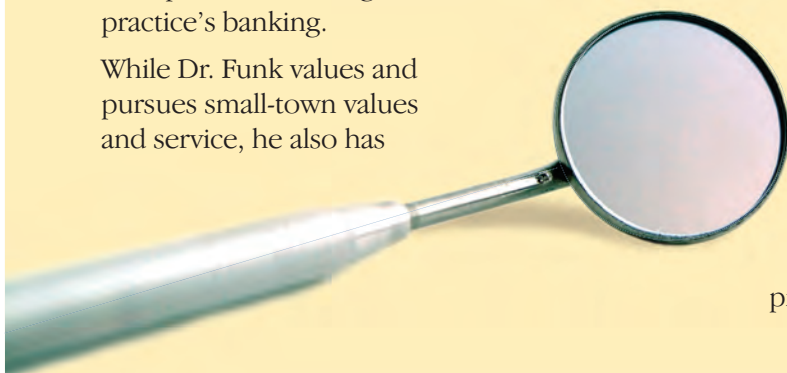 practice's banking.
While Dr. Funk values and
pursues small-town values
and service, he also has